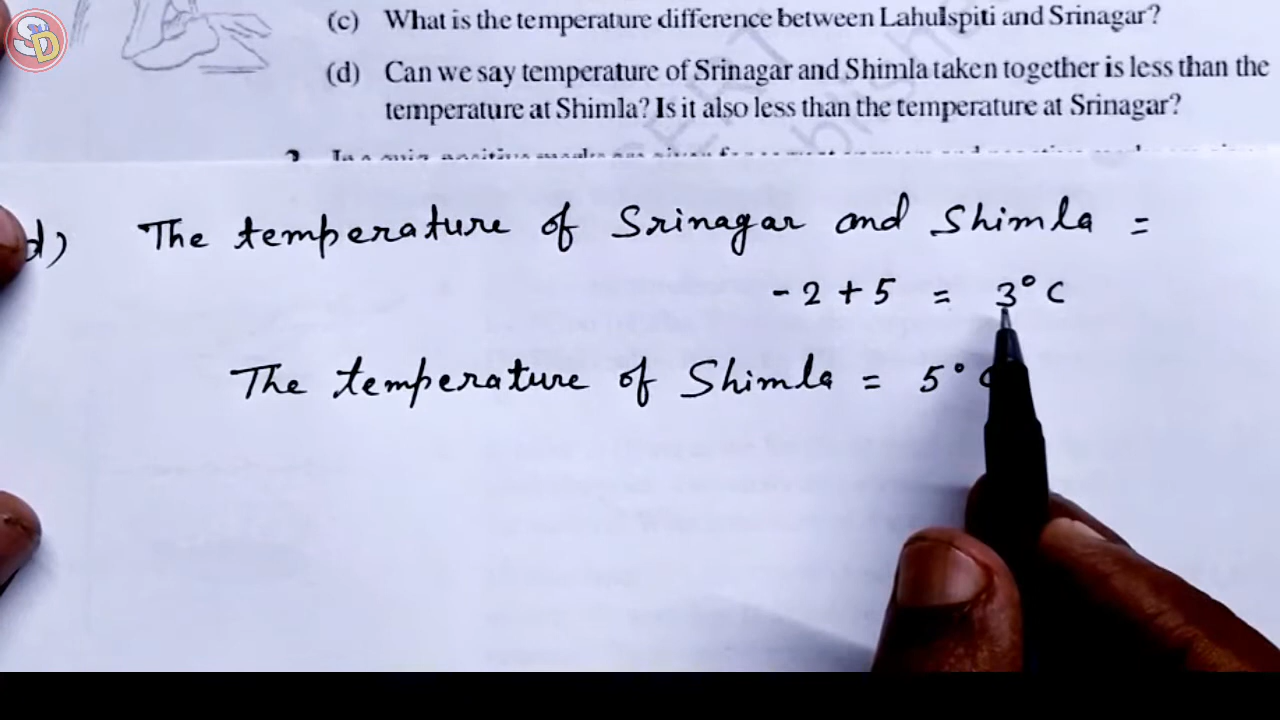 SD
(c) What is the temperature difference between Lahulspiti and Srinagar?
(d) Can we say temperature of Srinagar and Shimla taken together is less than the
temperature at Shimla? Is it also less than the temperature at Srinagar?
d) The temperature of Srinagar and Shimla =
-2 + 5 = 3°C
The temperature of Shimla = 5°C